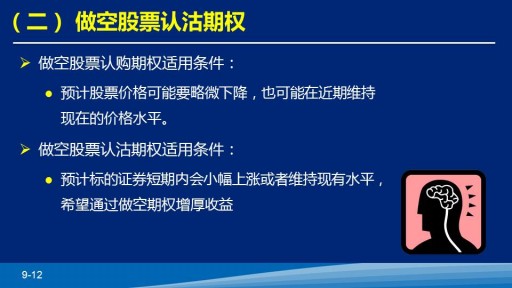 （二） 做空股票认沽期权
做空股票认购期权适用条件：
预计股票价格可能要略微下降，也可能在近期维持
现在的价格水平。
做空股票认沽期权适用条件：
预计标的证券短期内会小幅上涨或者维持现有水平，
希望通过做空期权增厚收益
9-12